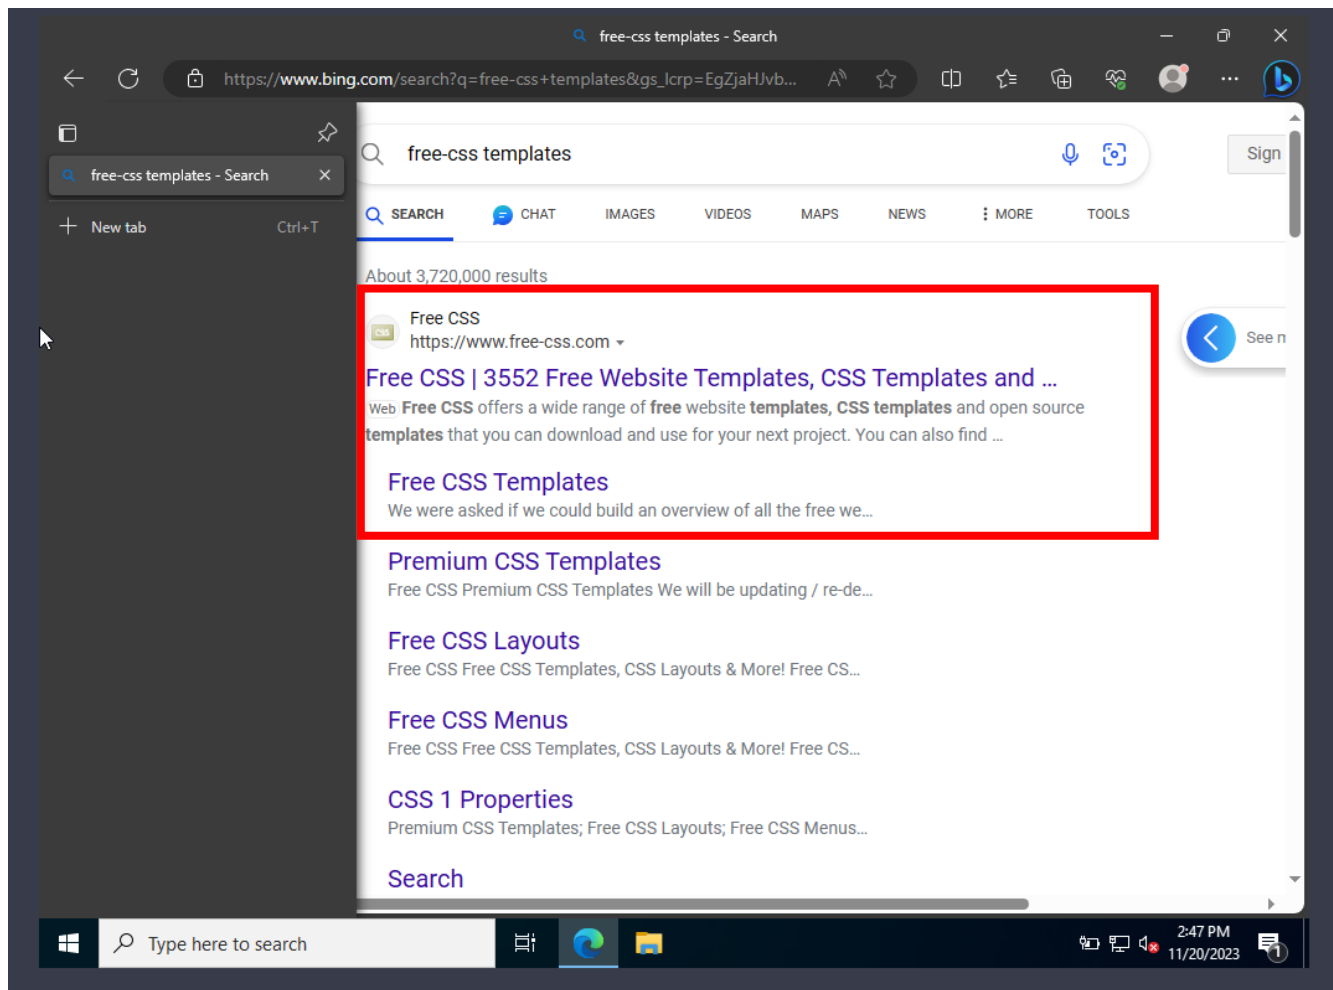 free-css templates - Search
https://www.bing.com/search?q=free-css+templates&gs_lcrp=EgZjaHJvb...
free-css templates - Search
New tab Ctrl+T
free-css templates
Sign
SEARCH CHAT IMAGES VIDEOS MAPS NEWS MORE TOOLS
About 3,720,000 results
CSS
Free CSS
https://www.free-css.com
See m
Free CSS | 3552 Free Website Templates, CSS Templates and ...
Web Free CSS offers a wide range of free website templates, CSS templates and open source
templates that you can download and use for your next project. You can also find ...
Free CSS Templates
We were asked if we could build an overview of all the free we...
Premium CSS Templates
Free CSS Premium CSS Templates We will be updating / re-de...
Free CSS Layouts
Free CSS Free CSS Templates, CSS Layouts & More! Free CS...
Free CSS Menus
Free CSS Free CSS Templates, CSS Layouts & More! Free CS...
CSS 1 Properties
Premium CSS Templates; Free CSS Layouts; Free CSS Menus...
Search
Type here to search
2:47 PM
11/20/2023
1